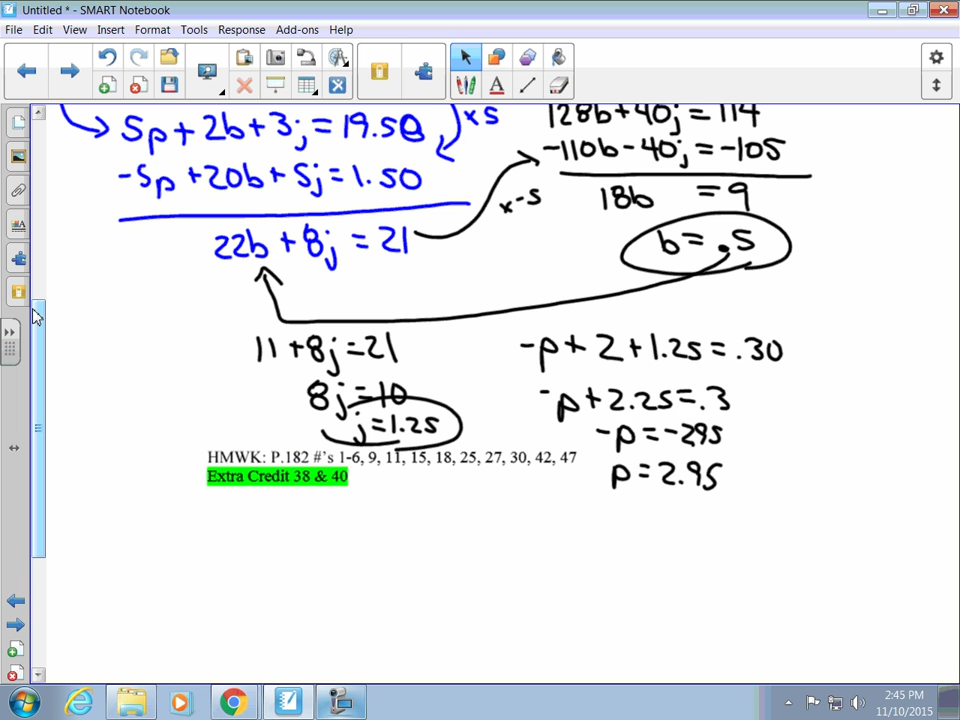 Untitled * - SMART Notebook
File Edit View Insert Format Tools Response Add-ons Help
5p+2b+3j=19.50
x5
-5p+20b+5j=1.50
22b+8j=21
x-5
128b+40j=114
-110b-40j=-105
18b =9
b=.5
11+8j=21
8j=10
j=1.25
-p+2+1.25=.30
-p+2.25=.3
-p=-295
p=2.95
HMWK: P.182 #'s 1-6, 9, 11, 15, 18, 25, 27, 30, 42, 47
Extra Credit 38 & 40
2:45 PM
11/10/2015